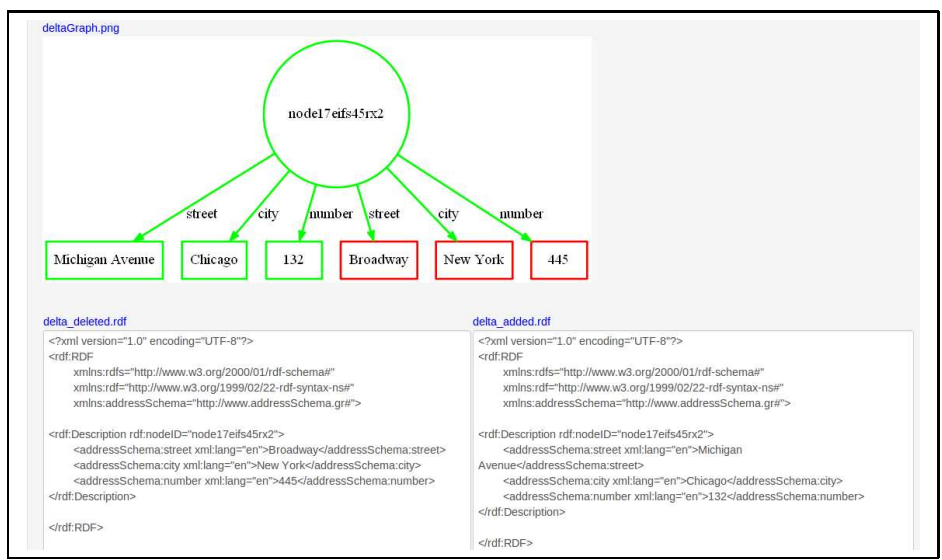 deltaGraph.png
node17eifs45rx2
street city number street city number
Michigan Avenue Chicago 132 Broadway New York 445
delta_deleted.rdf
<?xml version="1.0" encoding="UTF-8"?>
<rdf:RDF
xmlns:rdfs="http://www.w3.org/2000/01/rdf-schema#"
xmlns:rdf="http://www.w3.org/1999/02/22-rdf-syntax-ns#"
xmlns:addressSchema="http://www.addressSchema.gr#">
<rdf:Description rdf:nodeID="node17eifs45rx2">
<addressSchema:street xml:lang="en">Broadway</addressSchema:street>
<addressSchema:city xml:lang="en">New York</addressSchema:city>
<addressSchema:number xml:lang="en">445</addressSchema:number>
</rdf:Description>
</rdf:RDF>
delta_added.rdf
<?xml version="1.0" encoding="UTF-8"?>
<rdf:RDF
xmlns:rdfs="http://www.w3.org/2000/01/rdf-schema#"
xmlns:rdf="http://www.w3.org/1999/02/22-rdf-syntax-ns#"
xmlns:addressSchema="http://www.addressSchema.gr#">
<rdf:Description rdf:nodeID="node17eifs45rx2">
<addressSchema:street xml:lang="en">Michigan
Avenue</addressSchema:street>
<addressSchema:city xml:lang="en">Chicago</addressSchema:city>
<addressSchema:number xml:lang="en">132</addressSchema:number>
</rdf:Description>
</rdf:RDF>